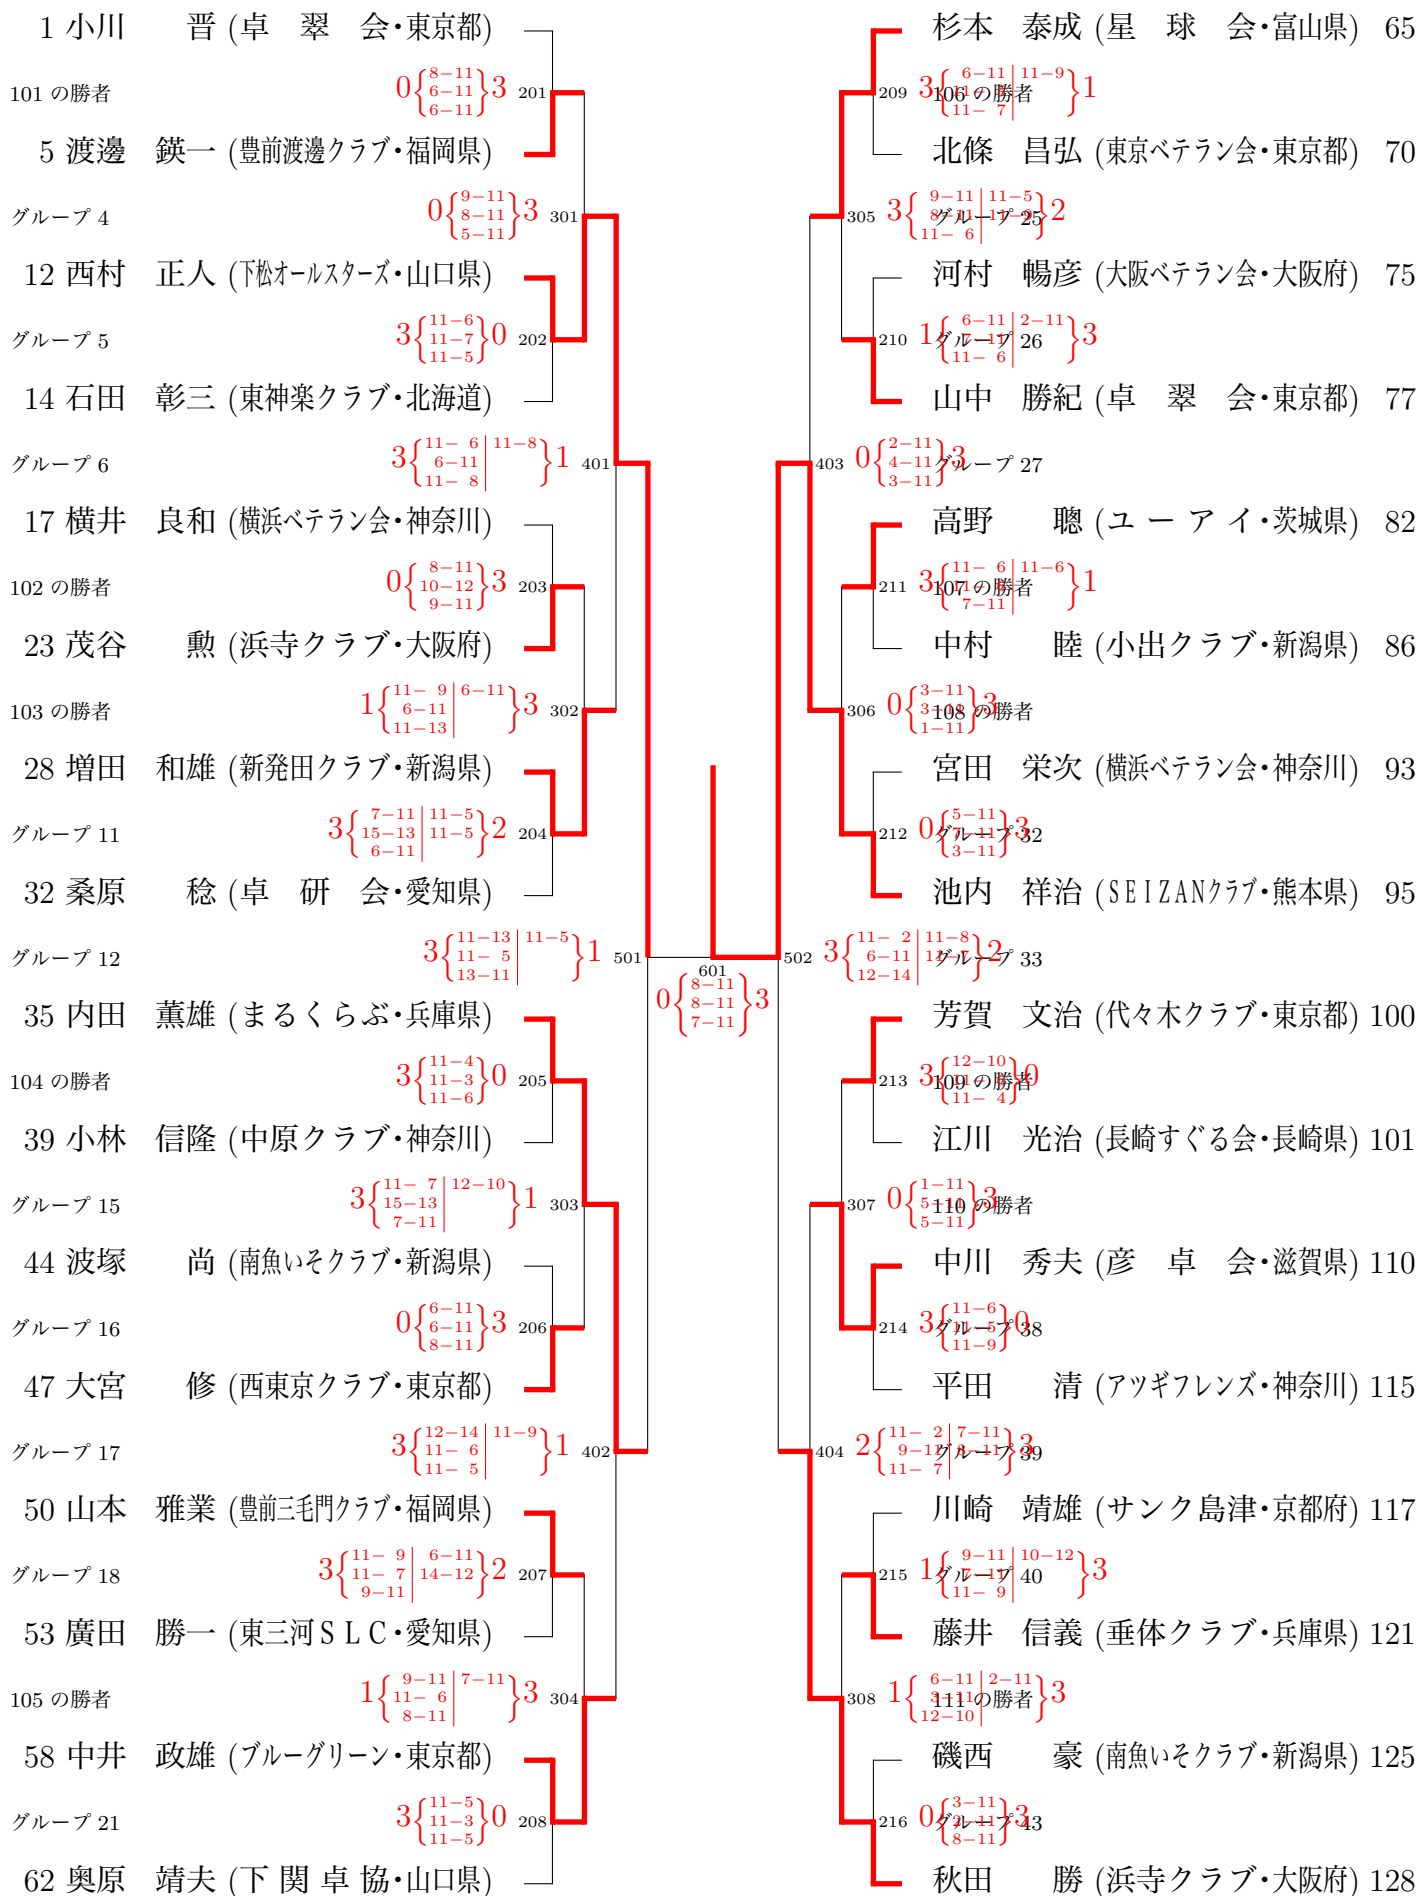 1 小川 晋 (卓 翠 会・東京都)
101 の勝者
0 { 8−11 6−11 6−11 } 3 201
5 渡邊 鍈一 (豊前渡邊クラブ・福岡県)
グループ 4
0 { 9−11 8−11 5−11 } 3 301
12 西村 正人 (下松オールスターズ・山口県)
グループ 5
3 { 11−6 11−7 11−5 } 0 202
14 石田 彰三 (東神楽クラブ・北海道)
グループ 6
3 { 11− 6 6−11 11− 8 | 11−8 } 1 401
17 横井 良和 (横浜ベテラン会・神奈川)
102 の勝者
0 { 8−11 10−12 9−11 } 3 203
23 茂谷 勲 (浜寺クラブ・大阪府)
103 の勝者
1 { 11− 9 6−11 11−13 | 6−11 } 3 302
28 増田 和雄 (新発田クラブ・新潟県)
グループ 11
3 { 7−11 15−13 6−11 | 11−5 11−5 } 2 204
32 桑原 稔 (卓 研 会・愛知県)
グループ 12
3 { 11−13 11− 5 13−11 | 11−5 } 1 501
35 内田 薫雄 (まるくらぶ・兵庫県)
104 の勝者
3 { 11−4 11−3 11−6 } 0 205
39 小林 信隆 (中原クラブ・神奈川)
グループ 15
3 { 11− 7 15−13 7−11 | 12−10 } 1 303
44 波塚 尚 (南魚いそクラブ・新潟県)
グループ 16
0 { 6−11 6−11 8−11 } 3 206
47 大宮 修 (西東京クラブ・東京都)
グループ 17
3 { 12−14 11− 6 11− 5 | 11−9 } 1 402
50 山本 雅業 (豊前三毛門クラブ・福岡県)
グループ 18
3 { 11− 9 11− 7 9−11 | 6−11 14−12 } 2 207
53 廣田 勝一 (東三河ＳＬＣ・愛知県)
105 の勝者
1 { 9−11 11− 6 8−11 | 7−11 } 3 304
58 中井 政雄 (ブルーグリーン・東京都)
グループ 21
3 { 11−5 11−3 11−5 } 0 208
62 奥原 靖夫 (下 関 卓 協・山口県)
601
0 { 8−11 8−11 7−11 } 3
杉本 泰成 (星 球 会・富山県) 65
209 3 { 6−11 11− 7 | 11−9 } 1
106 の勝者
北條 昌弘 (東京ベテラン会・東京都) 70
305 3 { 9−11 11− 6 | 11−5 } 2
グループ 25
河村 暢彦 (大阪ベテラン会・大阪府) 75
210 1 { 6−11 7−11 11− 6 | 2−11 } 3
グループ 26
山中 勝紀 (卓 翠 会・東京都) 77
403 0 { 2−11 4−11 3−11 } 3
グループ 27
高野 聰 (ユ ー ア イ・茨城県) 82
211 3 { 11− 6 7−11 | 11−6 } 1
107 の勝者
中村 睦 (小出クラブ・新潟県) 86
306 0 { 3−11 3−11 1−11 } 3
108 の勝者
宮田 栄次 (横浜ベテラン会・神奈川) 93
212 0 { 5−11 7−11 3−11 } 3
グループ 32
池内 祥治 (ＳＥＩＺＡＮクラブ・熊本県) 95
502 3 { 11− 2 6−11 12−14 | 11−8 } 2
グループ 33
芳賀 文治 (代々木クラブ・東京都) 100
213 3 { 12−10 11− 4 } 0
109 の勝者
江川 光治 (長崎すぐる会・長崎県) 101
307 0 { 1−11 5−11 5−11 } 3
110 の勝者
中川 秀夫 (彦 卓 会・滋賀県) 110
214 3 { 11−6 11−5 11−9 } 0
グループ 38
平田 清 (アツギフレンズ・神奈川) 115
404 2 { 11− 2 9−11 11− 7 | 7−11 8−11 } 3
グループ 39
川崎 靖雄 (サンク島津・京都府) 117
215 1 { 9−11 7−11 11− 9 | 10−12 } 3
グループ 40
藤井 信義 (垂体クラブ・兵庫県) 121
308 1 { 6−11 3−11 12−10 | 2−11 } 3
111 の勝者
磯西 豪 (南魚いそクラブ・新潟県) 125
216 0 { 3−11 2−11 8−11 } 3
グループ 43
秋田 勝 (浜寺クラブ・大阪府) 128